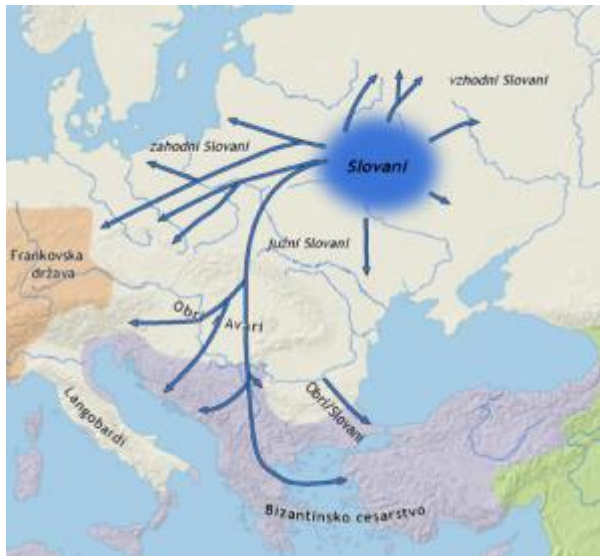 vzhodni Slovani
zahodni Slovani
Slovani
Južni Slovani
Frankovska
država
Obri / Avari
Langobardi
Obri/Slovani
Bizantinsko cesarstvo